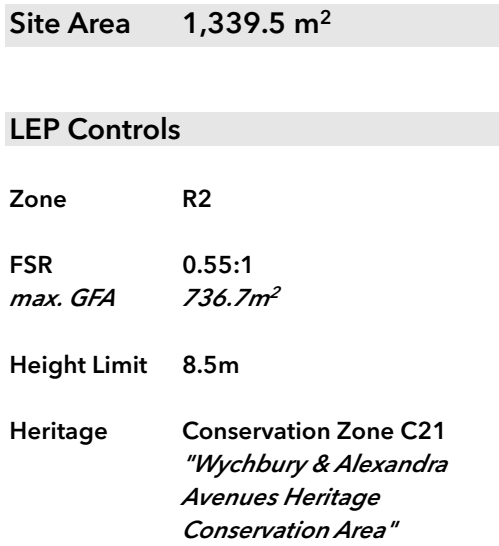 Site Area 1,339.5 m²
LEP Controls
Zone R2
FSR 0.55:1
max. GFA 736.7m²
Height Limit 8.5m
Heritage Conservation Zone C21
"Wychbury & Alexandra
Avenues Heritage
Conservation Area"